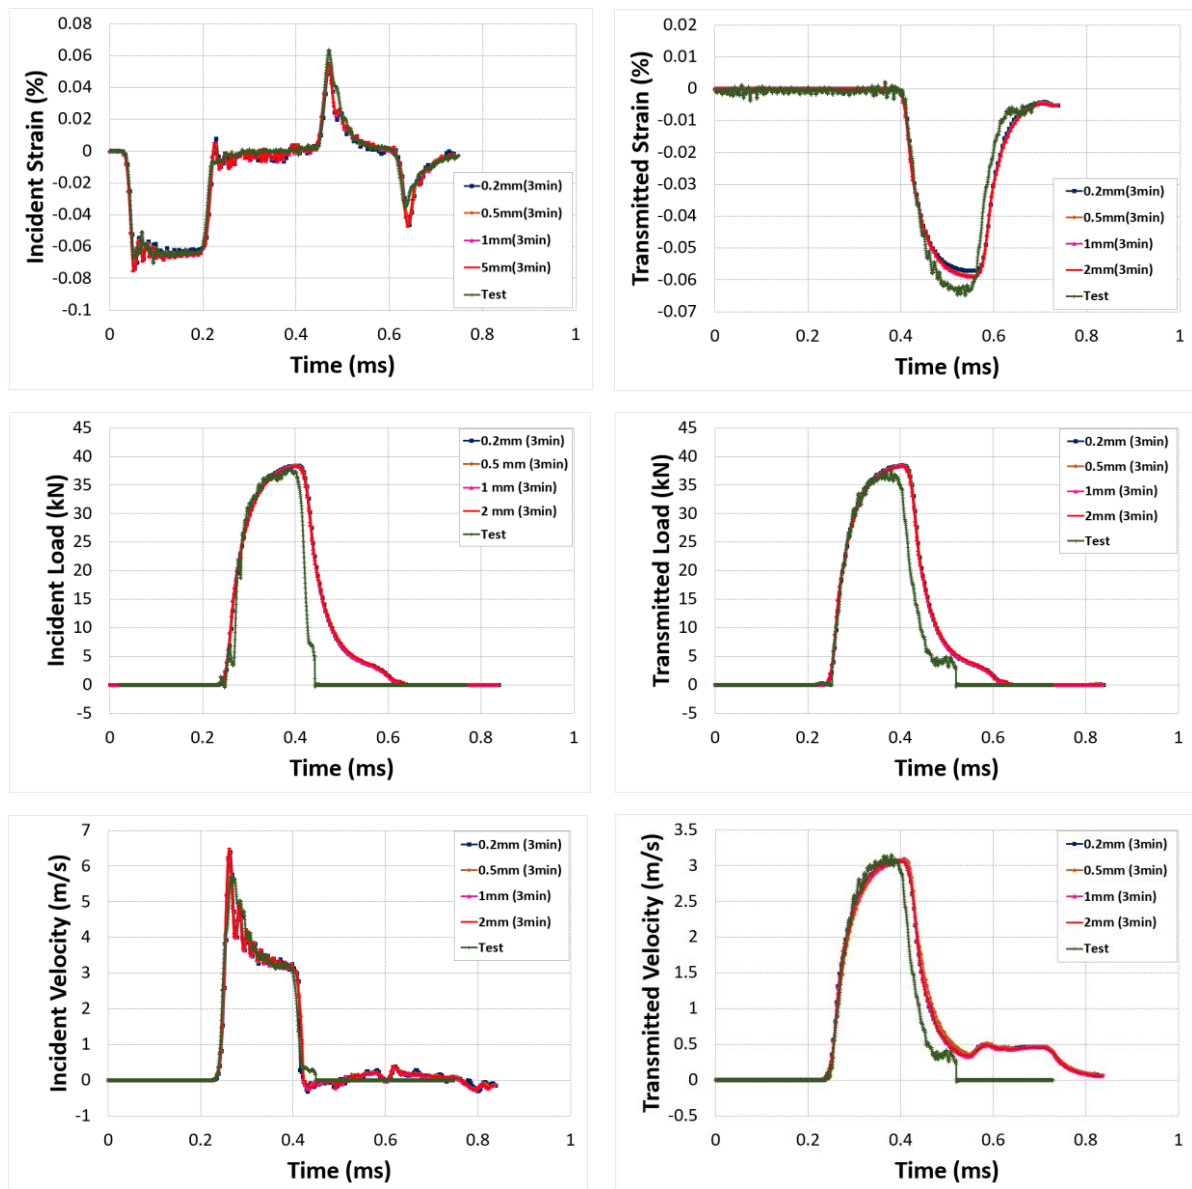 Incident Strain (%)
0.08
0.06
0.04
0.02
0
-0.02
-0.04
-0.06
-0.08
-0.1
0 0.2 0.4 0.6 0.8 1
Time (ms)
0.2mm(3min)
0.5mm(3min)
1mm(3min)
5mm(3min)
Test
Transmitted Strain (%)
0.02
0.01
0
-0.01
-0.02
-0.03
-0.04
-0.05
-0.06
-0.07
0 0.2 0.4 0.6 0.8 1
Time (ms)
0.2mm(3min)
0.5mm(3min)
1mm(3min)
2mm(3min)
Test
Incident Load (kN)
45
40
35
30
25
20
15
10
5
0
-5
0 0.2 0.4 0.6 0.8 1
Time (ms)
0.2mm (3min)
0.5 mm (3min)
1 mm (3min)
2 mm (3min)
Test
Transmitted Load (kN)
45
40
35
30
25
20
15
10
5
0
-5
0 0.2 0.4 0.6 0.8 1
Time (ms)
0.2mm (3min)
0.5mm (3min)
1mm (3min)
2mm (3min)
Test
Incident Velocity (m/s)
7
6
5
4
3
2
1
0
-1
0 0.2 0.4 0.6 0.8 1
Time (ms)
0.2mm (3min)
0.5mm (3min)
1mm (3min)
2mm (3min)
Test
Transmitted Velocity (m/s)
3.5
3
2.5
2
1.5
1
0.5
0
-0.5
0 0.2 0.4 0.6 0.8 1
Time (ms)
0.2mm (3min)
0.5mm (3min)
1mm (3min)
2mm (3min)
Test